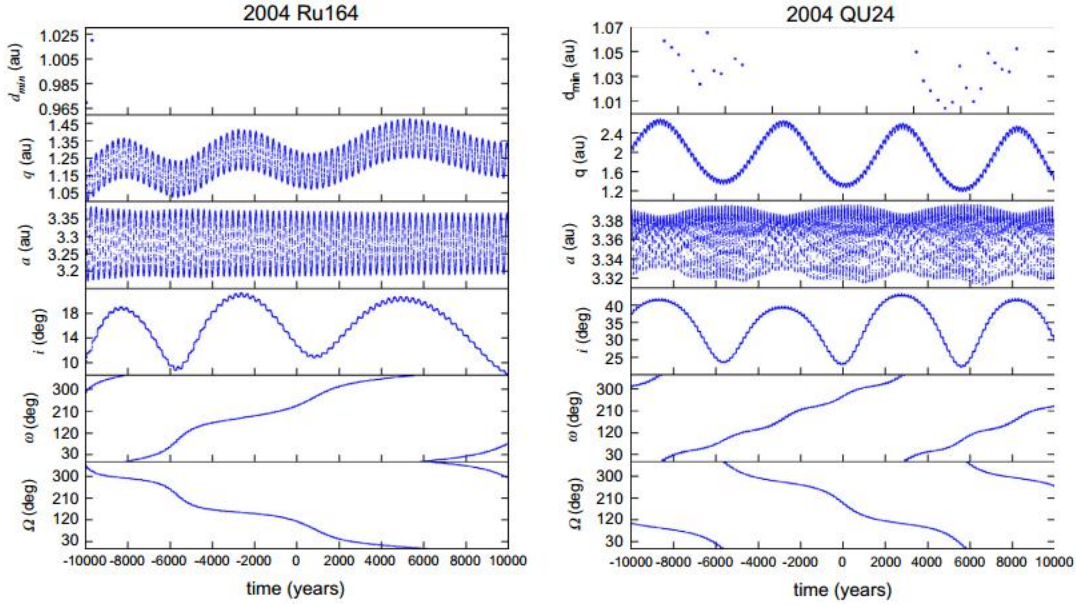 2004 Ru164
d_min (au)
1.025
1.005
0.985
0.965
q (au)
1.45
1.35
1.25
1.15
1.05
a (au)
3.35
3.3
3.25
3.2
i (deg)
18
14
10
ω (deg)
300
210
120
30
Ω (deg)
300
210
120
30
-10000 -8000 -6000 -4000 -2000 0 2000 4000 6000 8000 10000
time (years)
2004 QU24
d_min (au)
1.07
1.05
1.03
1.01
q (au)
2.4
2
1.6
1.2
a (au)
3.38
3.36
3.34
3.32
i (deg)
40
35
30
25
ω (deg)
300
210
120
30
Ω (deg)
300
210
120
30
-10000 -8000 -6000 -4000 -2000 0 2000 4000 6000 8000 10000
time (years)